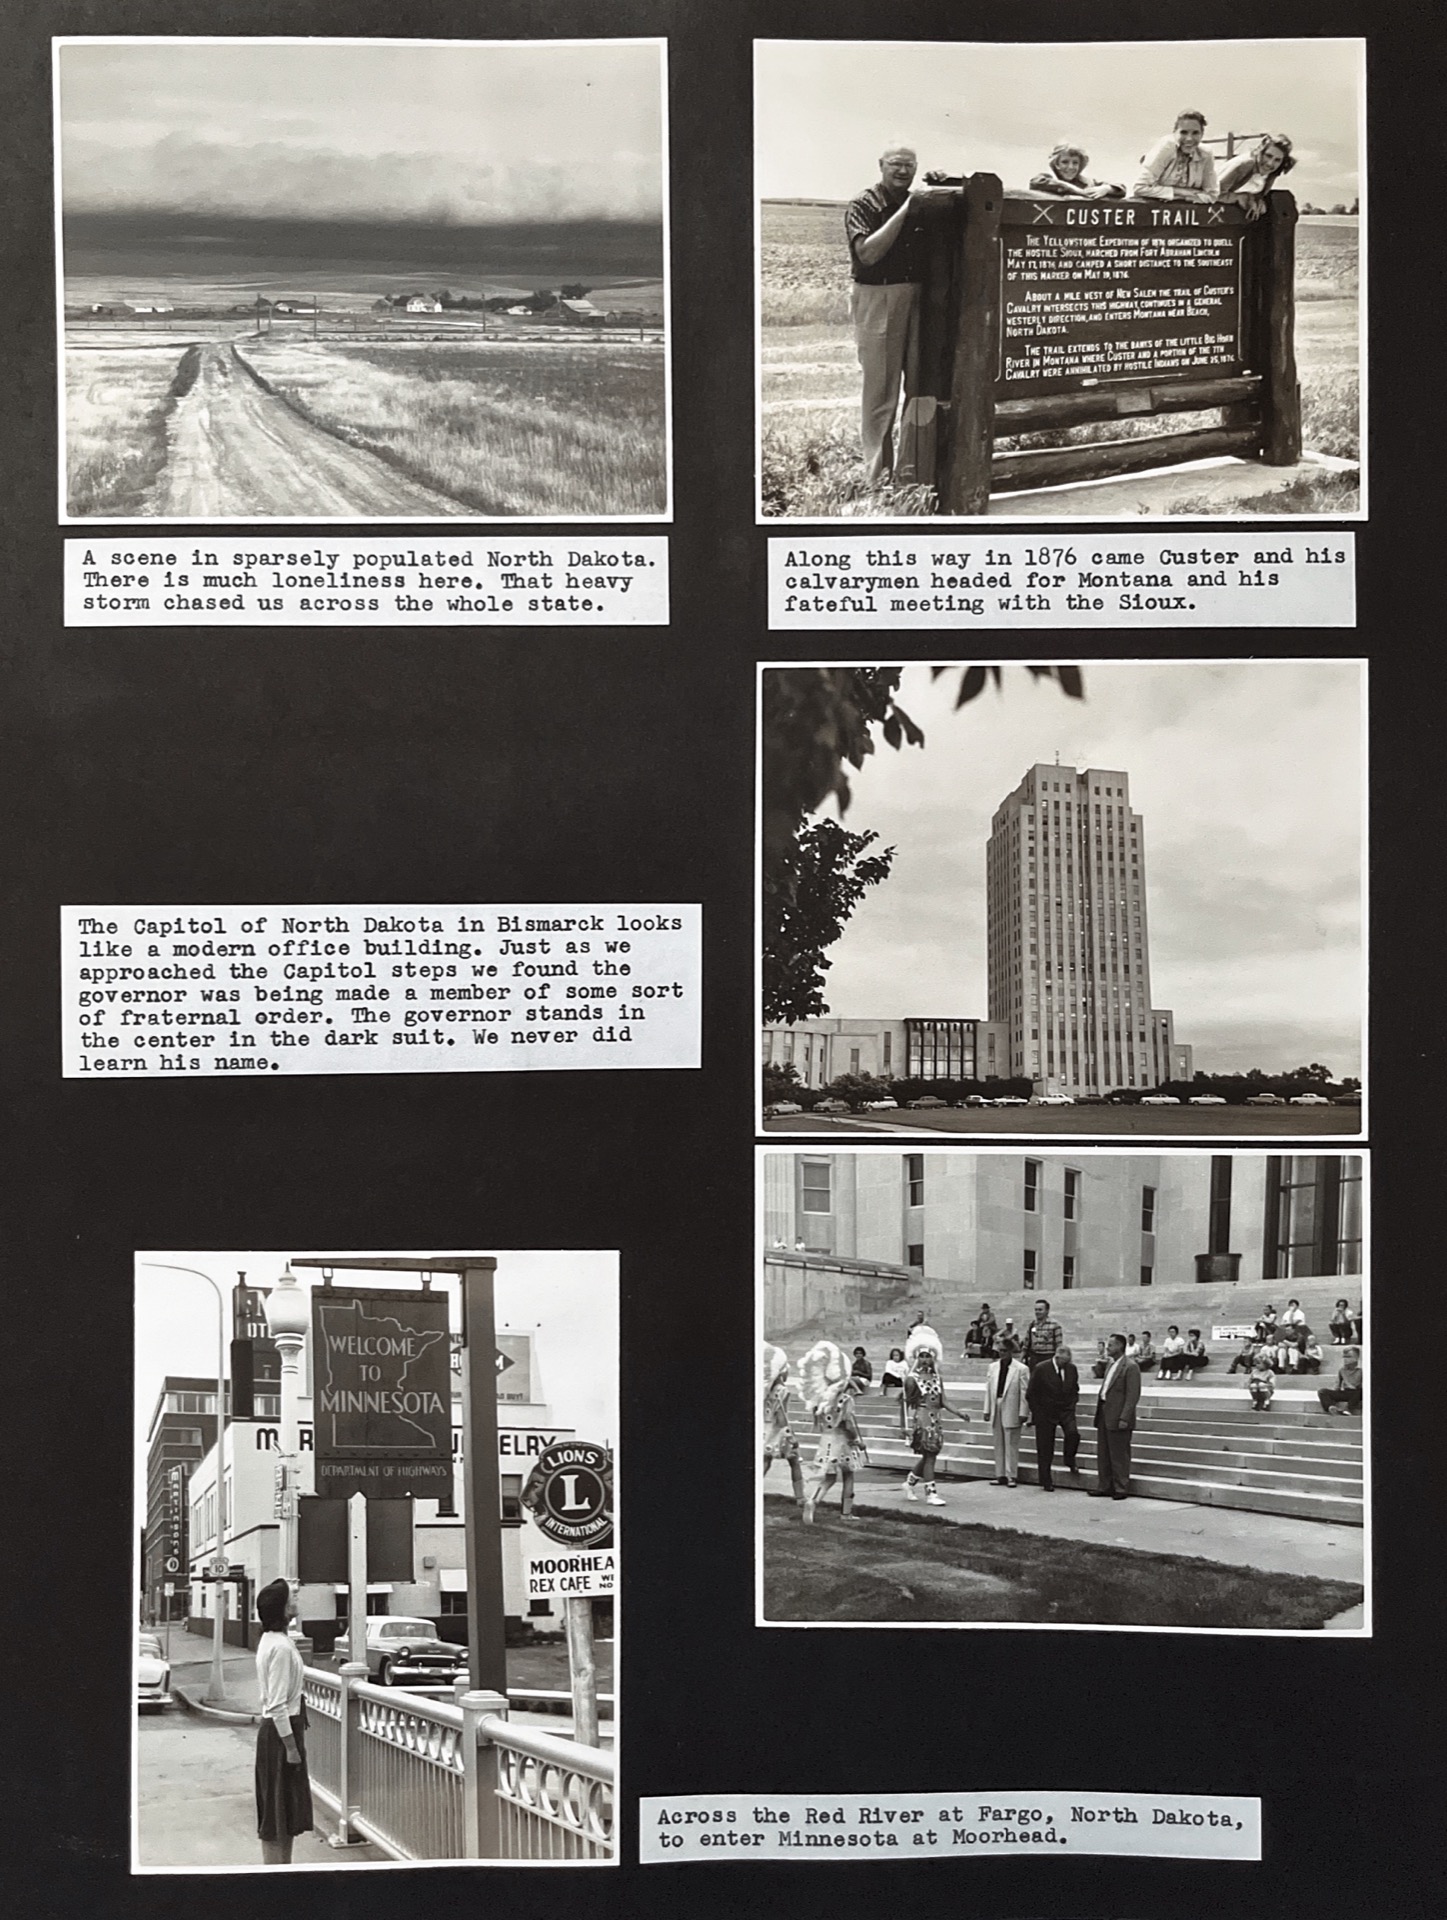 CUSTER TRAIL
THE YELLOWSTONE EXPEDITION OF 1876 ORGANIZED TO QUELL
THE HOSTILE SIOUX, MARCHED FROM FORT ABRAHAM LINCOLN
MAY 17, 1876 AND CAMPED A SHORT DISTANCE TO THE SOUTHEAST
OF THIS MARKER ON MAY 19, 1876.
ABOUT A MILE WEST OF NEW SALEM THE TRAIL OF CUSTER'S
CAVALRY INTERSECTS THIS HIGHWAY, CONTINUES IN A GENERAL
WESTERLY DIRECTION, AND ENTERS MONTANA NEAR BEACH,
NORTH DAKOTA.
THE TRAIL EXTENDS TO THE BANKS OF THE LITTLE BIG HORN
RIVER IN MONTANA WHERE CUSTER AND A PORTION OF THE 7TH
CAVALRY WERE ANNIHILATED BY HOSTILE INDIANS ON JUNE 25, 1876.
A scene in sparsely populated North Dakota.
There is much loneliness here. That heavy
storm chased us across the whole state.
Along this way in 1876 came Custer and his
calvarymen headed for Montana and his
fateful meeting with the Sioux.
The Capitol of North Dakota in Bismarck looks
like a modern office building. Just as we
approached the Capitol steps we found the
governor was being made a member of some sort
of fraternal order. The governor stands in
the center in the dark suit. We never did
learn his name.
WELCOME
TO
MINNESOTA
DEPARTMENT OF HIGHWAYS
ELRY
martinson's
10
LIONS
L
INTERNATIONAL
MOORHEA
REX CAFE
Across the Red River at Fargo, North Dakota,
to enter Minnesota at Moorhead.